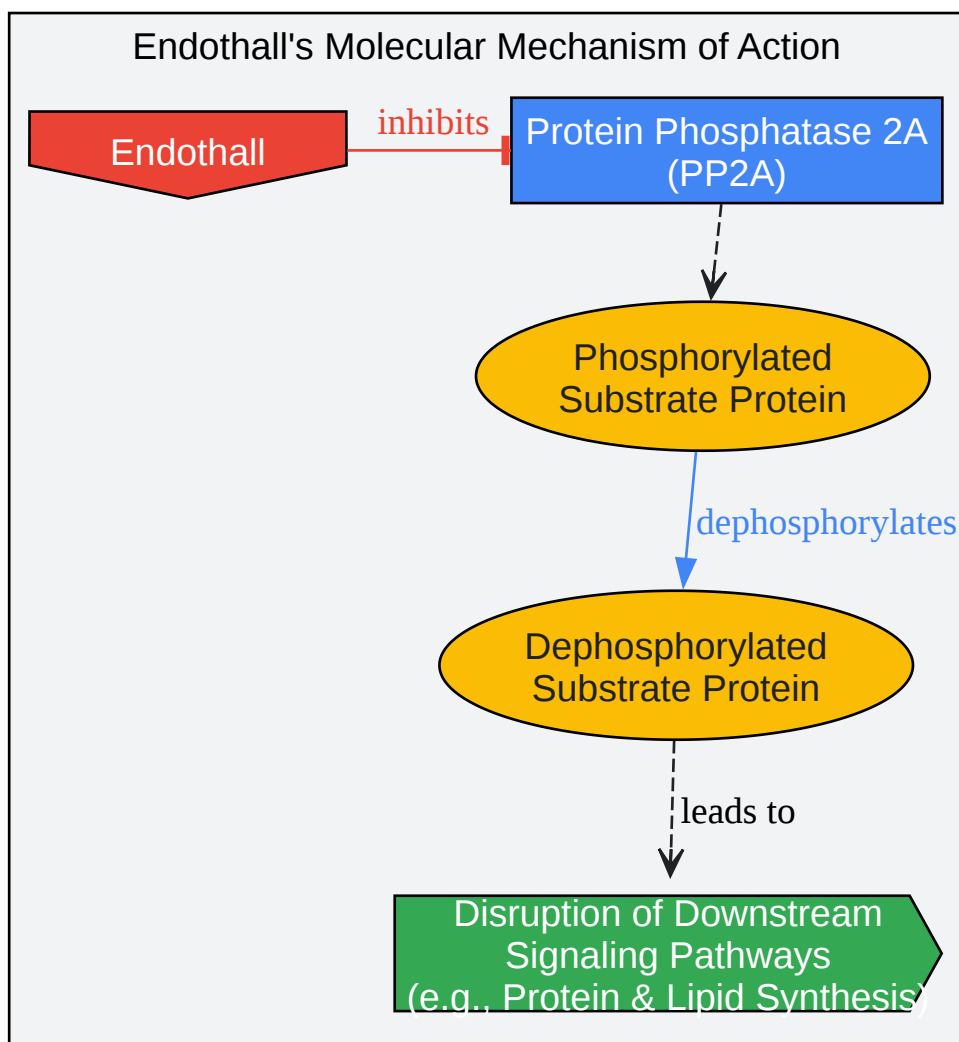 Endothall's Molecular Mechanism of Action
Endothall
inhibits
Protein Phosphatase 2A
(PP2A)
Phosphorylated
Substrate Protein
dephosphorylates
Dephosphorylated
Substrate Protein
leads to
Disruption of Downstream
Signaling Pathways
(e.g., Protein & Lipid Synthesis)